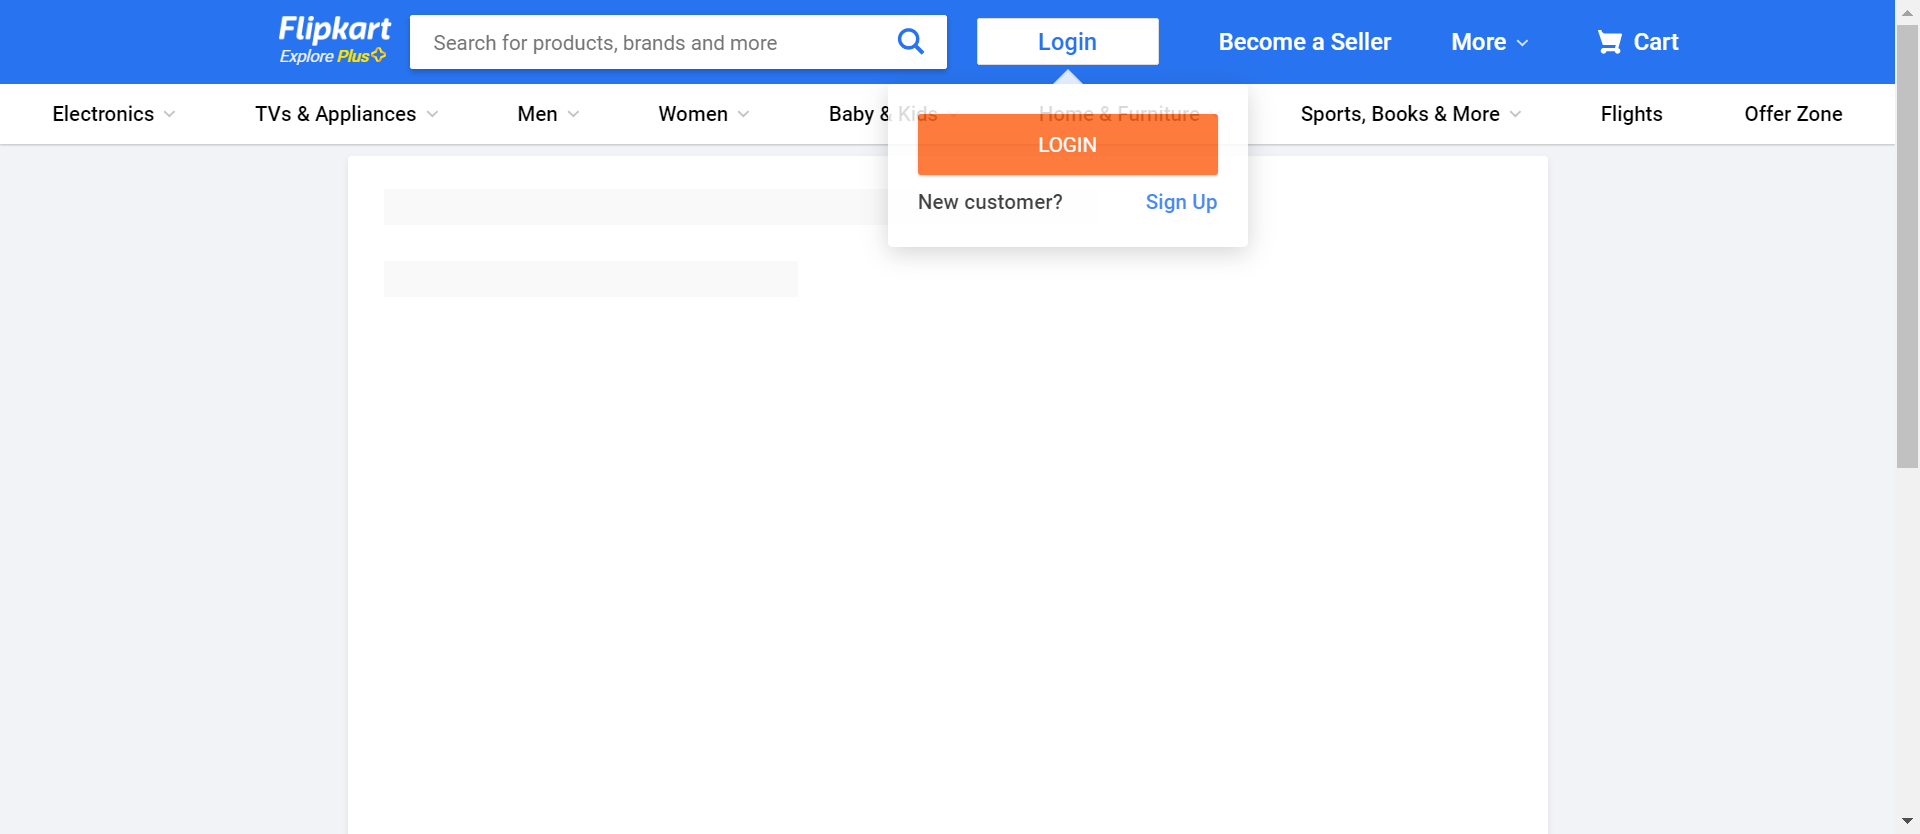 Flipkart
Explore Plus
Search for products, brands and more
Login
Become a Seller
More
Cart
Electronics
TVs & Appliances
Men
Women
Baby & Kids
Home & Furniture
Sports, Books & More
Flights
Offer Zone
LOGIN
New customer?
Sign Up